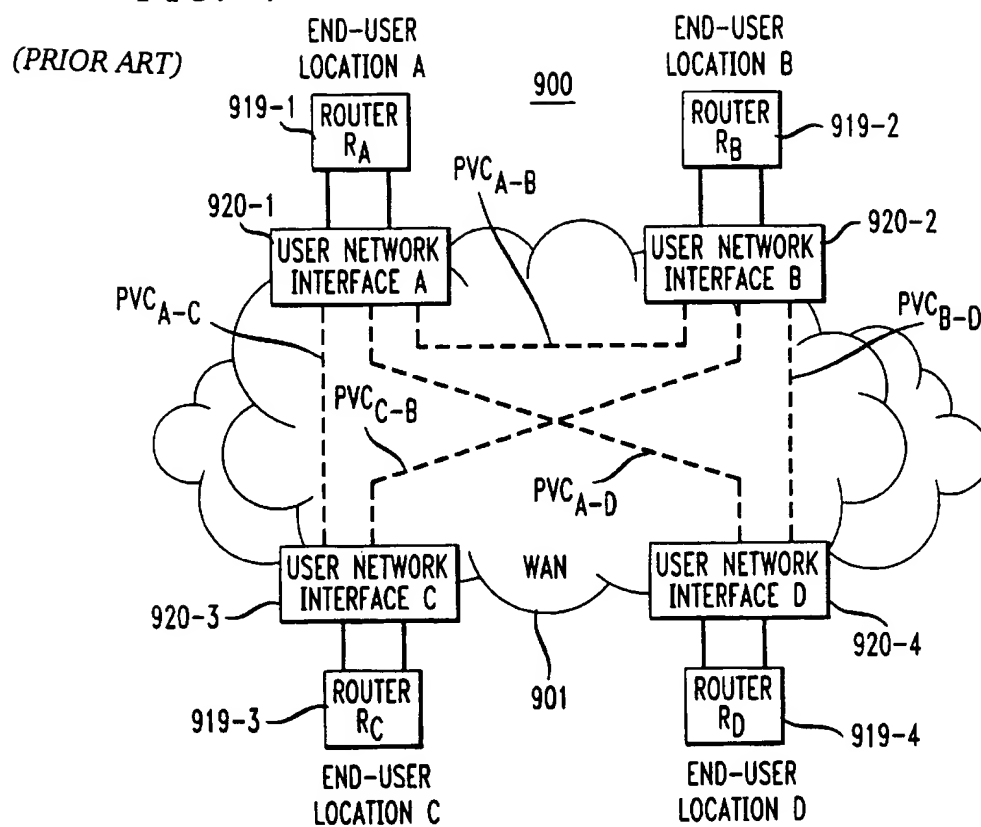 (PRIOR ART)
END-USER
LOCATION A
END-USER
LOCATION B
900
919-1
ROUTER
RA
ROUTER
RB
919-2
PVCA-B
920-1
USER NETWORK
INTERFACE A
USER NETWORK
INTERFACE B
920-2
PVCA-C
PVCB-D
PVCC-B
PVCA-D
USER NETWORK
INTERFACE C
WAN
USER NETWORK
INTERFACE D
920-3
920-4
901
919-3
ROUTER
RC
ROUTER
RD
919-4
END-USER
LOCATION C
END-USER
LOCATION D